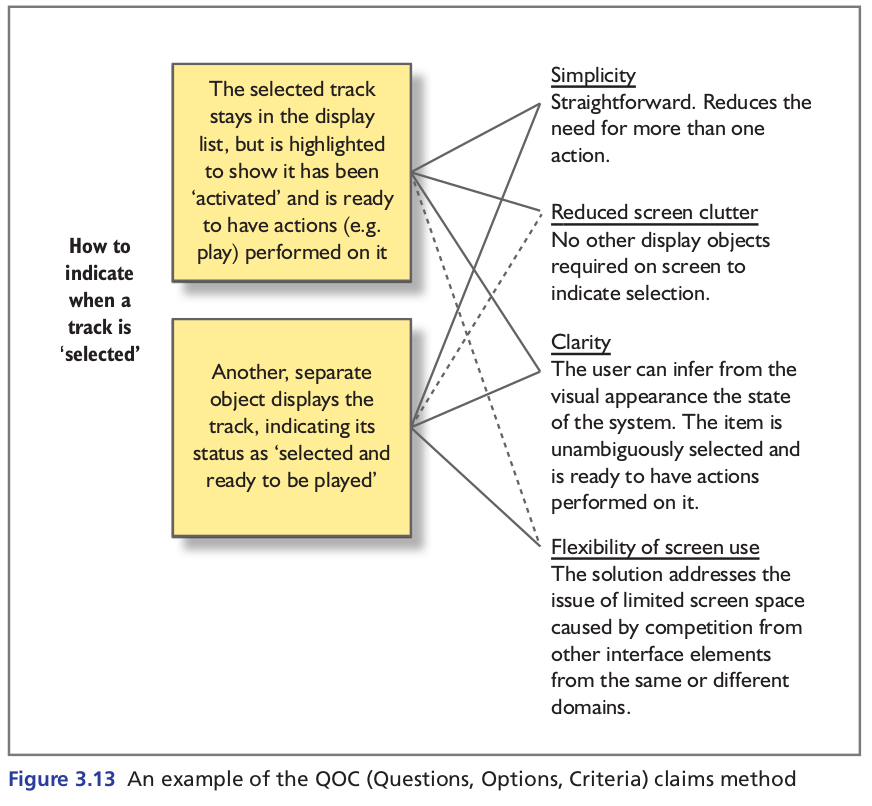 How to
indicate
when a
track is
‘selected’
The selected track
stays in the display
list, but is highlighted
to show it has been
‘activated’ and is ready
to have actions (e.g.
play) performed on it
Another, separate
object displays the
track, indicating its
status as ‘selected and
ready to be played’
Simplicity
Straightforward. Reduces the
need for more than one
action.
Reduced screen clutter
No other display objects
required on screen to
indicate selection.
Clarity
The user can infer from the
visual appearance the state
of the system. The item is
unambiguously selected and
is ready to have actions
performed on it.
Flexibility of screen use
The solution addresses the
issue of limited screen space
caused by competition from
other interface elements
from the same or different
domains.
Figure 3.13 An example of the QOC (Questions, Options, Criteria) claims method